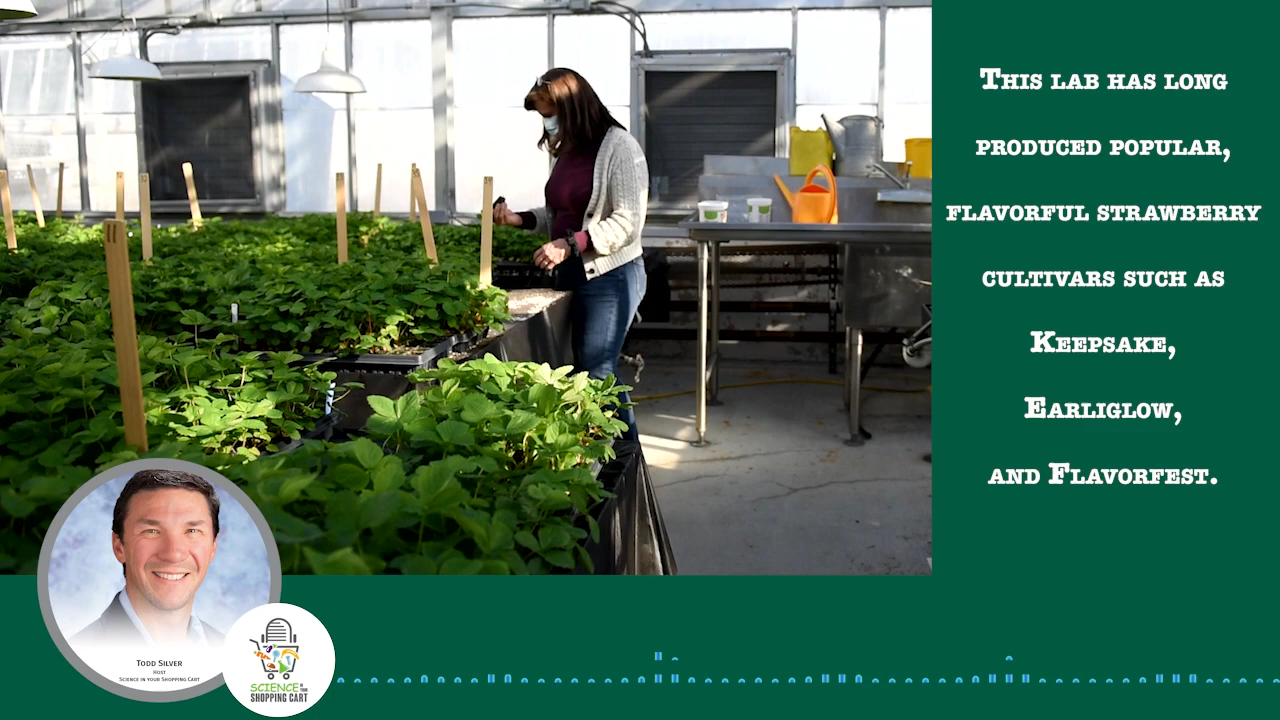 This lab has long
produced popular,
flavorful strawberry
cultivars such as
Keepsake,
Earliglow,
and Flavorfest.
Todd Silver
Host
Science in your Shopping Cart
SCIENCE IN YOUR
SHOPPING CART